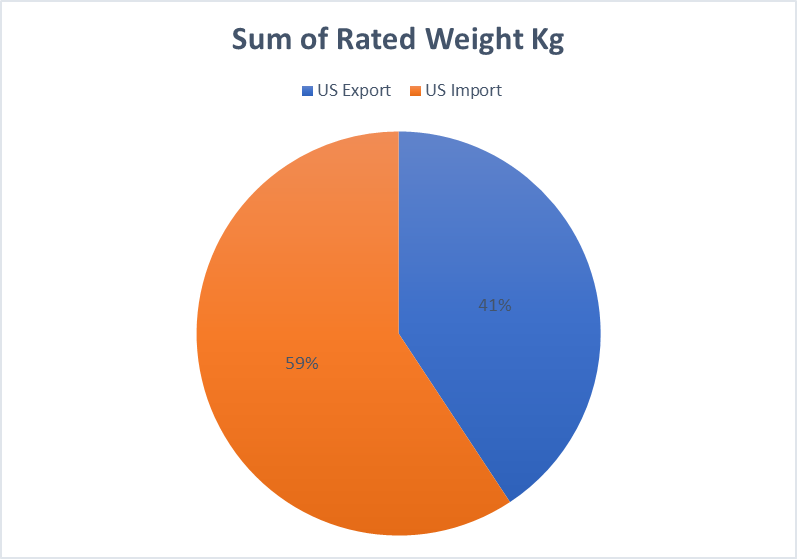 Sum of Rated Weight Kg
US Export US Import
41%
59%